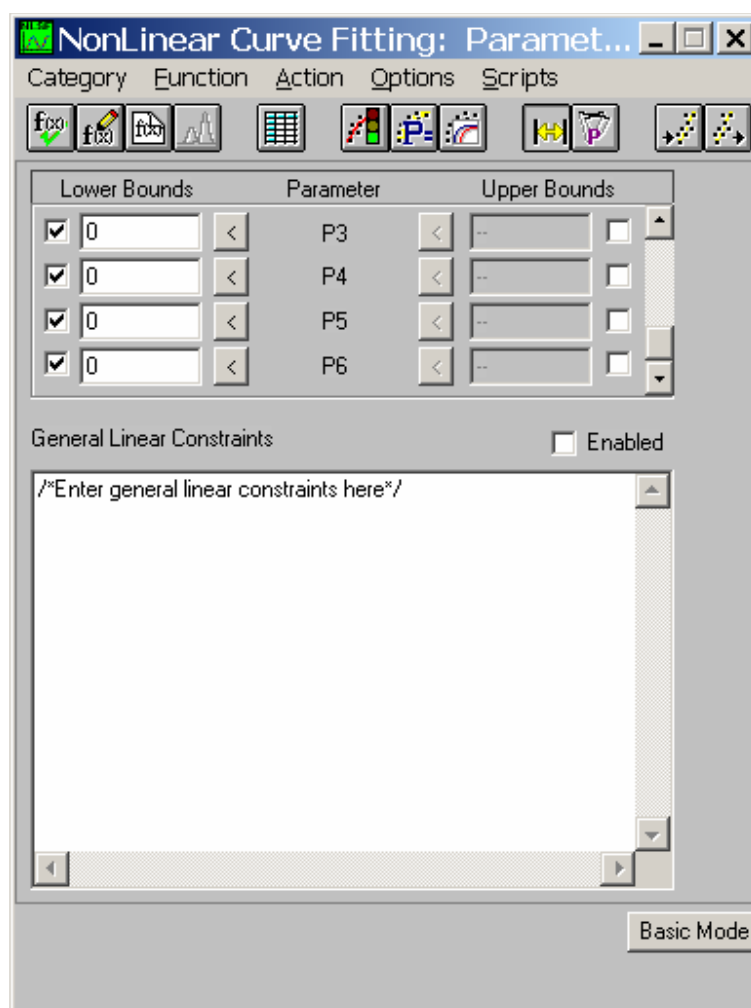 NonLinear Curve Fitting: Paramet...
Category Function Action Options Scripts
f(x) f(x) f(x) P= P
Lower Bounds Parameter Upper Bounds
0 < P3 < --
0 < P4 < --
0 < P5 < --
0 < P6 < --
General Linear Constraints Enabled
/*Enter general linear constraints here*/
Basic Mode